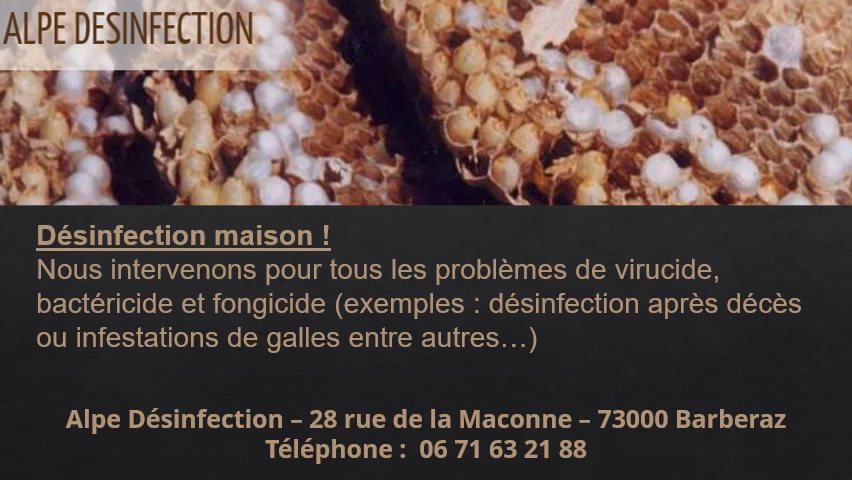 ALPE DESINFECTION
Désinfection maison !
Nous intervenons pour tous les problèmes de virucide,
bactéricide et fongicide (exemples : désinfection après décès
ou infestations de galles entre autres…)
Alpe Désinfection – 28 rue de la Maconne – 73000 Barberaz
Téléphone : 06 71 63 21 88